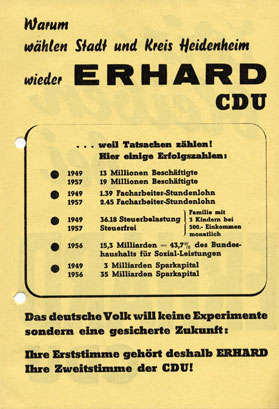 Warum
wählen Stadt und Kreis Heidenheim
wieder ERHARD
CDU
. . . weil Tatsachen zählen!
Hier einige Erfolgszahlen:
1949 13 Millionen Beschäftigte
1957 19 Millionen Beschäftigte
1949 1.39 Facharbeiter-Stundenlohn
1957 2.45 Facharbeiter-Stundenlohn
1949 36.18 Steuerbelastung
1957 Steuerfrei
Familie mit
3 Kindern bei
500.- Einkommen
monatlich
1956 15,3 Milliarden = 43,7% des Bundes-
haushalts für Sozial-Leistungen
1949 3 Milliarden Sparkapital
1956 35 Milliarden Sparkapital
Das deutsche Volk will keine Experimente
sondern eine gesicherte Zukunft:
Ihre Erststimme gehört deshalb ERHARD
Ihre Zweitstimme der CDU!